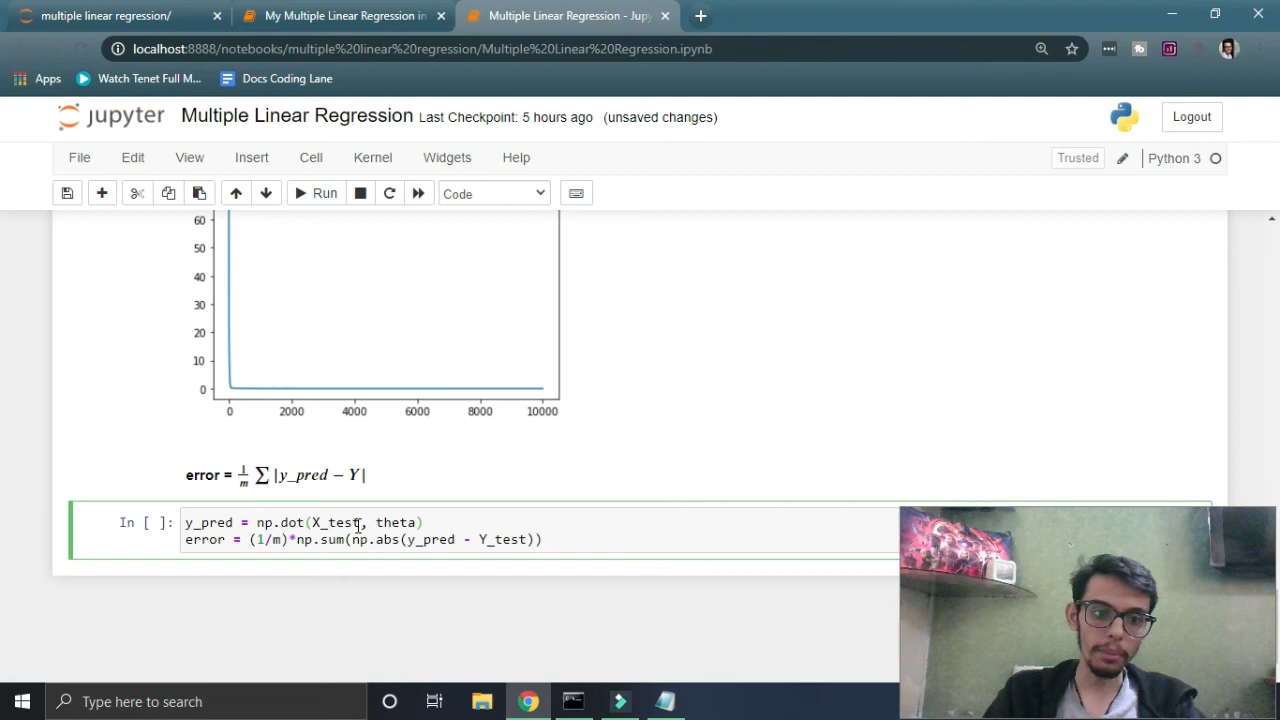 multiple linear regression/
My Multiple Linear Regression in
Multiple Linear Regression - Jupy
localhost:8888/notebooks/multiple%20linear%20regression/Multiple%20Linear%20Regression.ipynb
Apps Watch Tenet Full M... Docs Coding Lane
jupyter Multiple Linear Regression Last Checkpoint: 5 hours ago (unsaved changes) Logout
File Edit View Insert Cell Kernel Widgets Help Trusted Python 3
Run Code
60
50
40
30
20
10
0
0 2000 4000 6000 8000 10000
error = 1/m ∑ |y_pred − Y|
In [ ]: y_pred = np.dot(X_test, theta)
error = (1/m)*np.sum(np.abs(y_pred - Y_test))
Type here to search